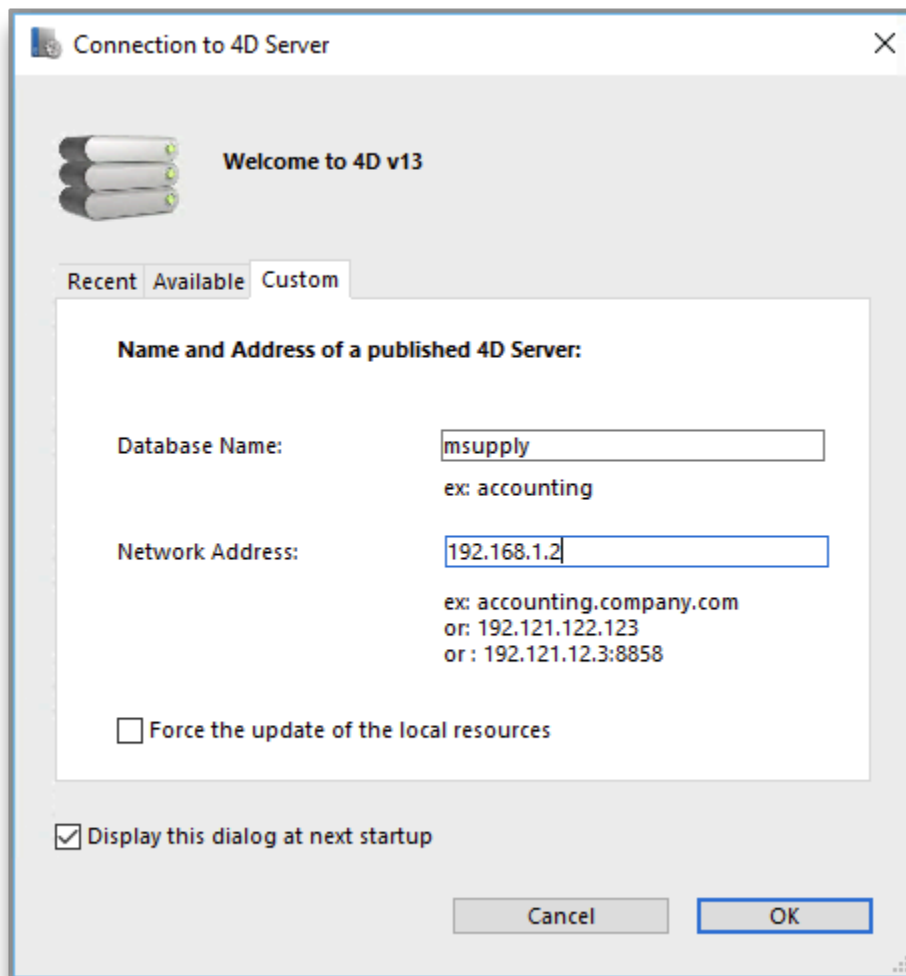 Connection to 4D Server
Welcome to 4D v13
Recent Available Custom
Name and Address of a published 4D Server:
Database Name: msupply
ex: accounting
Network Address: 192.168.1.2
ex: accounting.company.com
or: 192.121.122.123
or : 192.121.12.3:8858
Force the update of the local resources
Display this dialog at next startup
Cancel OK